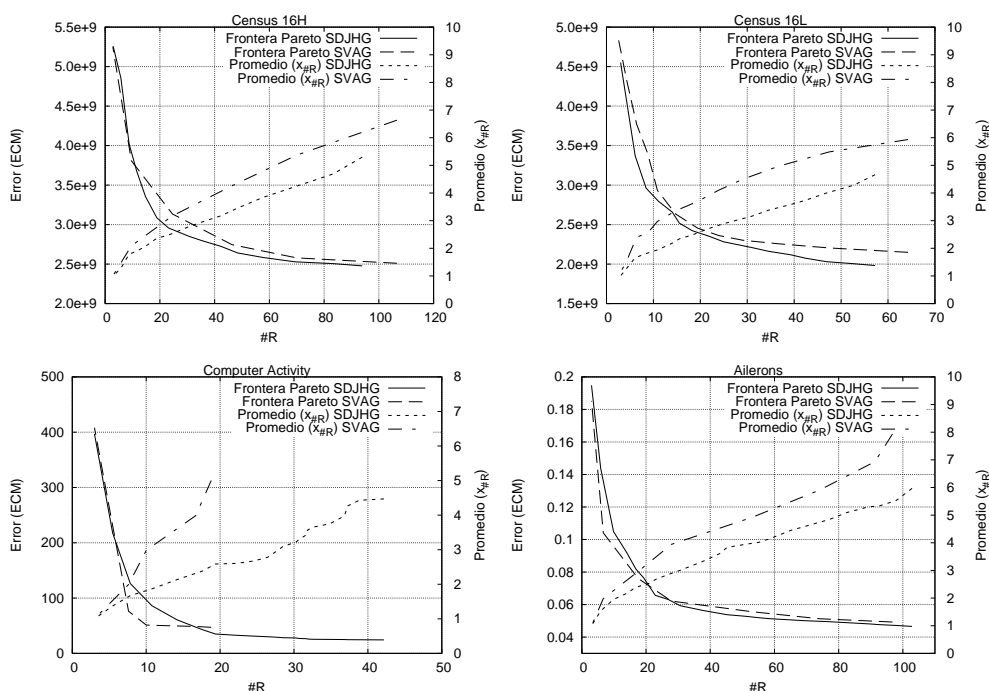 Census 16H
Frontera Pareto SDJHG
Frontera Pareto SVAG
Promedio (x#R) SDJHG
Promedio (x#R) SVAG
5.5e+9
5.0e+9
4.5e+9
4.0e+9
3.5e+9
3.0e+9
2.5e+9
2.0e+9
Error (ECM)
0 20 40 60 80 100 120
#R
10
9
8
7
6
5
4
3
2
1
0
Promedio (x#R)
Census 16L
Frontera Pareto SDJHG
Frontera Pareto SVAG
Promedio (x#R) SDJHG
Promedio (x#R) SVAG
5.0e+9
4.5e+9
4.0e+9
3.5e+9
3.0e+9
2.5e+9
2.0e+9
1.5e+9
Error (ECM)
0 10 20 30 40 50 60 70
#R
10
9
8
7
6
5
4
3
2
1
0
Promedio (x#R)
Computer Activity
Frontera Pareto SDJHG
Frontera Pareto SVAG
Promedio (x#R) SDJHG
Promedio (x#R) SVAG
500
400
300
200
100
0
Error (ECM)
0 10 20 30 40 50
#R
8
7
6
5
4
3
2
1
0
Promedio (x#R)
Ailerons
Frontera Pareto SDJHG
Frontera Pareto SVAG
Promedio (x#R) SDJHG
Promedio (x#R) SVAG
0.2
0.18
0.16
0.14
0.12
0.1
0.08
0.06
0.04
Error (ECM)
0 20 40 60 80 100
#R
10
9
8
7
6
5
4
3
2
1
0
Promedio (x#R)